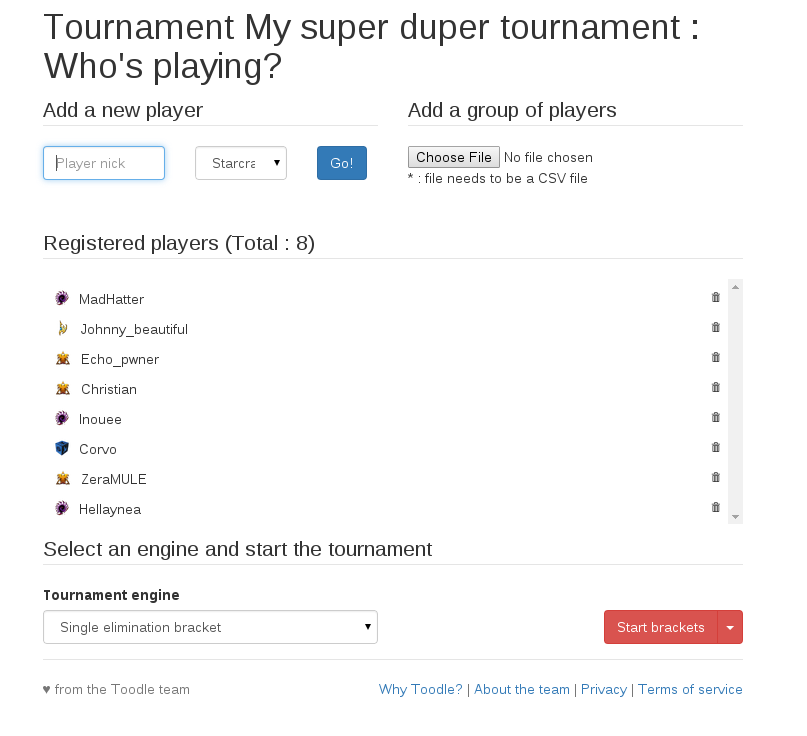 Tournament My super duper tournament :
Who's playing?
Add a new player
Add a group of players
Player nick
Starcra
Go!
Choose File No file chosen
* : file needs to be a CSV file
Registered players (Total : 8)
MadHatter
Johnny_beautiful
Echo_pwner
Christian
Inouee
Corvo
ZeraMULE
Hellaynea
Select an engine and start the tournament
Tournament engine
Single elimination bracket
Start brackets
♥ from the Toodle team
Why Toodle? | About the team | Privacy | Terms of service